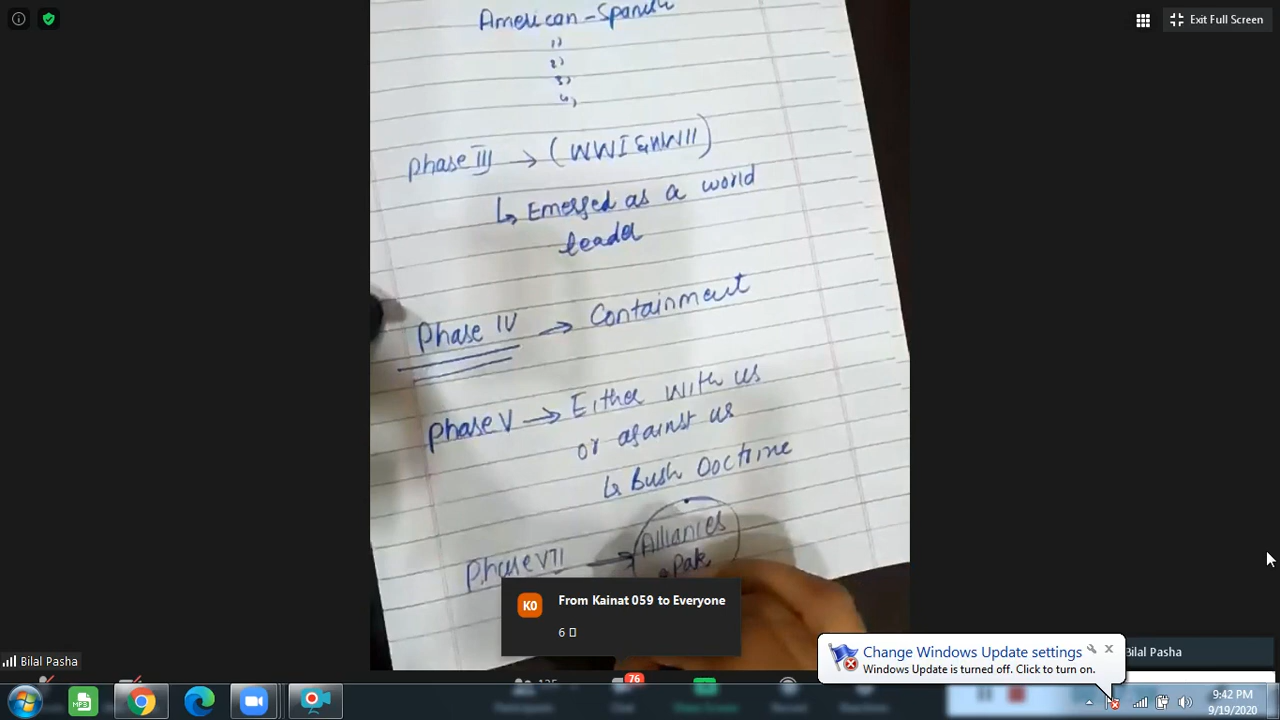 Exit Full Screen
American - Spanish
1)
2)
3)
4)
Phase III → (WWI & WWII)
↳ Emerged as a world
leader
Phase IV → Containment
Phase V → Either with us
or against us
↳ Bush Doctrine
Phase VII → Alliances
Pak
From Kainat 059 to Everyone
KO
6
Bilal Pasha
Change Windows Update settings
Windows Update is turned off. Click to turn on.
Bilal Pasha
76
MP3
9:42 PM
9/19/2020